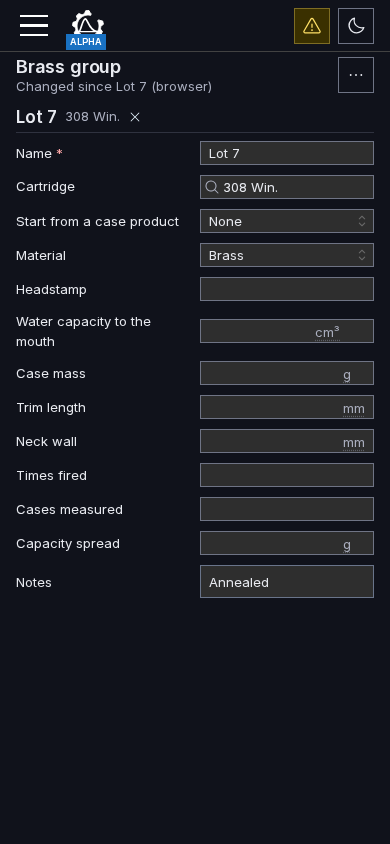 ALPHA
Brass group
Changed since Lot 7 (browser)
...
Lot 7 308 Win. ×
Name *
Lot 7
Cartridge
308 Win.
Start from a case product
None
Material
Brass
Headstamp
Water capacity to the
mouth
cm³
Case mass
g
Trim length
mm
Neck wall
mm
Times fired
Cases measured
Capacity spread
g
Notes
Annealed